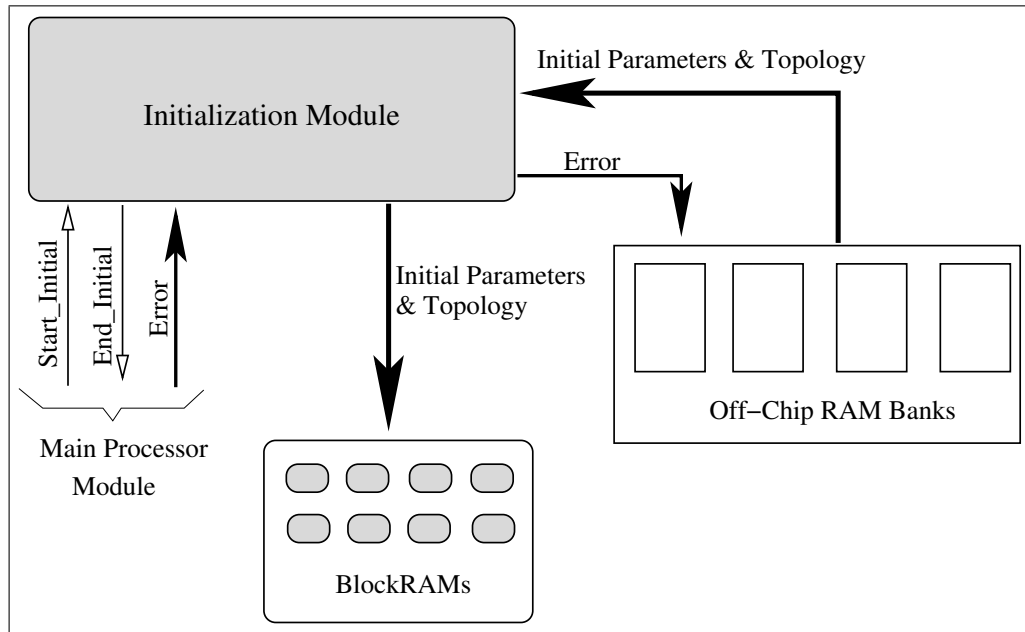 Initial Parameters & Topology
Initialization Module
Error
Start_Initial
End_Initial
Error
Initial Parameters
& Topology
Off−Chip RAM Banks
Main Processor
Module
BlockRAMs